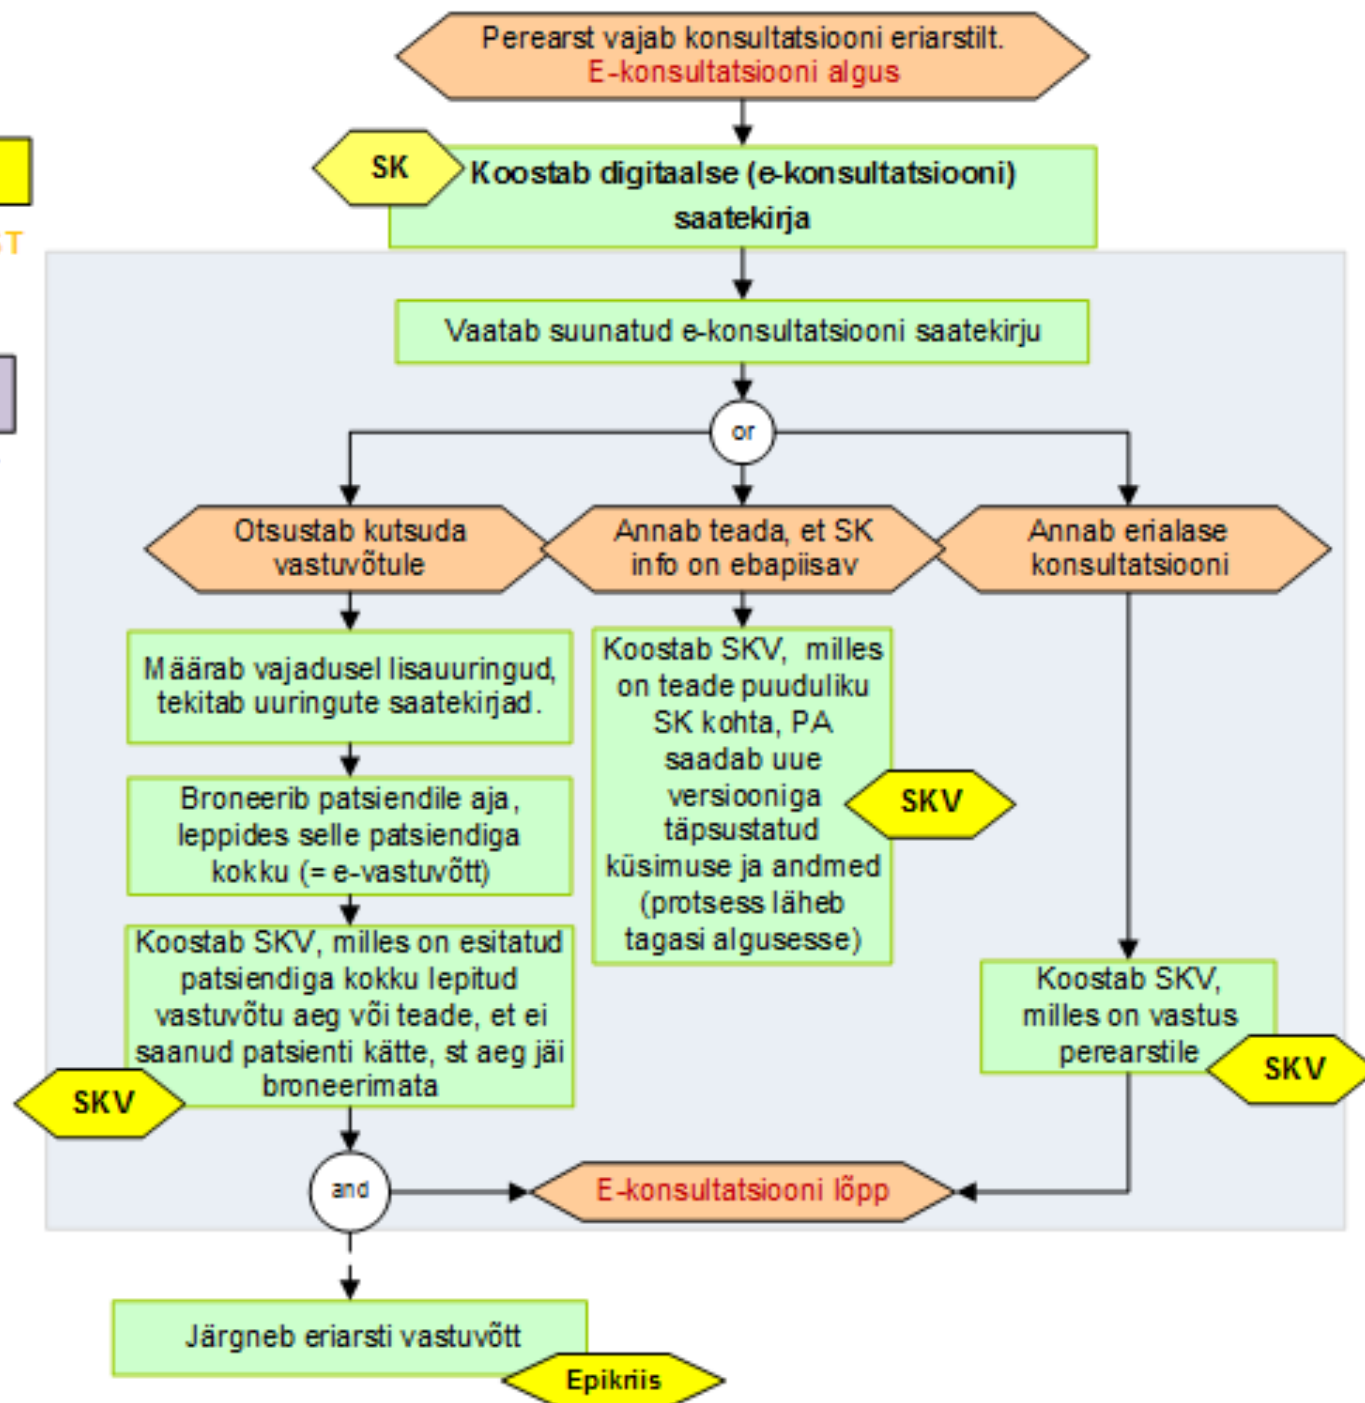 Perearst vajab konsultatsiooni eriarstilt.
E-konsultatsiooni algus
SK
Koostab digitaalse (e-konsultatsiooni)
saatekirja
Vaatab suunatud e-konsultatsiooni saatekirju
or
Otsustab kutsuda
vastuvõtule
Annab teada, et SK
info on ebapiisav
Annab erialase
konsultatsiooni
Määrab vajadusel lisauuringud,
tekitab uuringute saatekirjad.
Broneerib patsiendile aja,
leppides selle patsiendiga
kokku (= e-vastuvõtt)
Koostab SKV, milles on esitatud
patsiendiga kokku lepitud
vastuvõtu aeg või teade, et ei
saanud patsienti kätte, st aeg jäi
broneerimata
SKV
Koostab SKV, milles
on teade puuduliku
SK kohta, PA
saadab uue
versiooniga
täpsustatud
küsimuse ja andmed
(protsess läheb
tagasi algusesse)
SKV
Koostab SKV,
milles on vastus
perearstile
SKV
and
E-konsultatsiooni lõpp
Järgneb eriarsti vastuvõtt
Epikriis